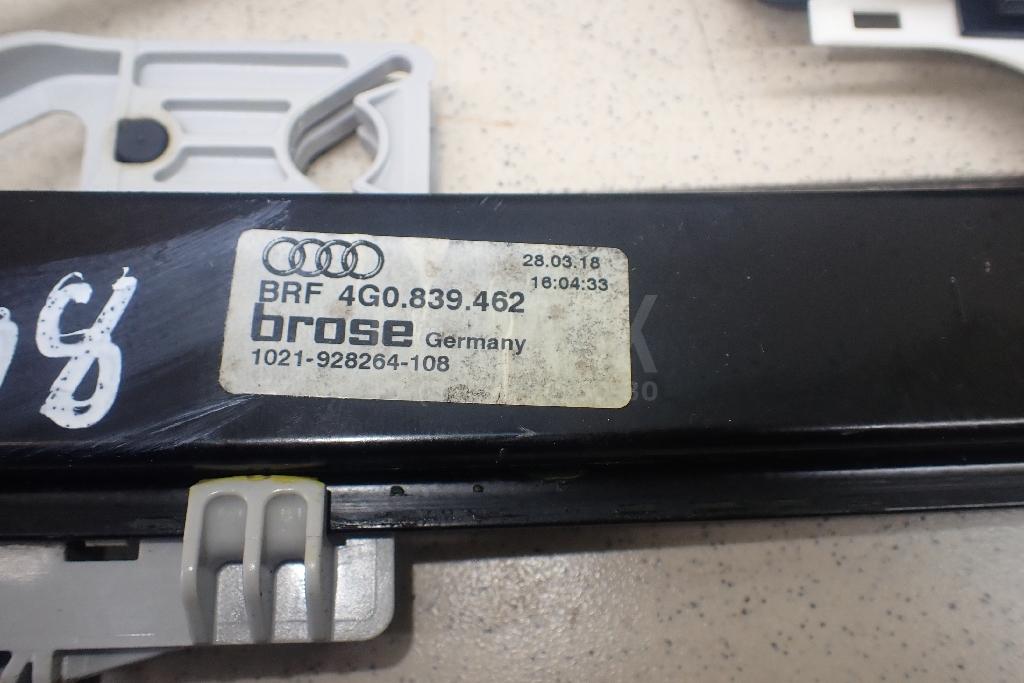 28.03.18
16:04:33
BRF 4G0.839.462
brose Germany
1021-928264-108